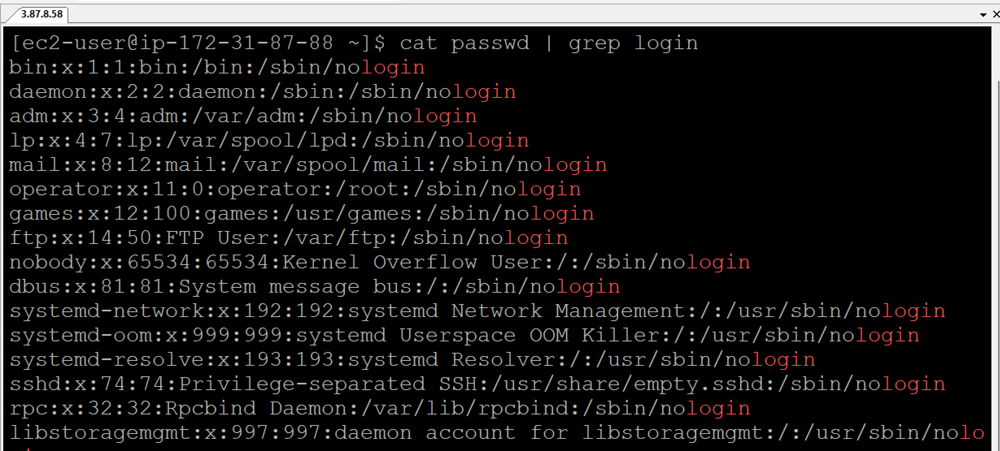 3.87.8.58
[ec2-user@ip-172-31-87-88 ~]$ cat passwd | grep login
bin:x:1:1:bin:/bin:/sbin/nologin
daemon:x:2:2:daemon:/sbin:/sbin/nologin
adm:x:3:4:adm:/var/adm:/sbin/nologin
lp:x:4:7:lp:/var/spool/lpd:/sbin/nologin
mail:x:8:12:mail:/var/spool/mail:/sbin/nologin
operator:x:11:0:operator:/root:/sbin/nologin
games:x:12:100:games:/usr/games:/sbin/nologin
ftp:x:14:50:FTP User:/var/ftp:/sbin/nologin
nobody:x:65534:65534:Kernel Overflow User:/:/sbin/nologin
dbus:x:81:81:System message bus:/:/sbin/nologin
systemd-network:x:192:192:systemd Network Management:/:/usr/sbin/nologin
systemd-oom:x:999:999:systemd Userspace OOM Killer:/:/usr/sbin/nologin
systemd-resolve:x:193:193:systemd Resolver:/:/usr/sbin/nologin
sshd:x:74:74:Privilege-separated SSH:/usr/share/empty.sshd:/sbin/nologin
rpc:x:32:32:Rpcbind Daemon:/var/lib/rpcbind:/sbin/nologin
libstoragemgmt:x:997:997:daemon account for libstoragemgmt:/:/usr/sbin/nolo